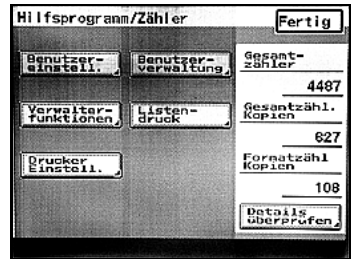 Hilfsprogramm/Zähler
Fertig
Benutzer-
einstell.
Benutzer-
verwaltung
Verwalter-
funktionen
Listen-
druck
Drucker
Einstell.
Gesamt-
zähler
4487
Gesantzähl.
Kopien
627
Formatzähl
Kopien
108
Details
überprüfen